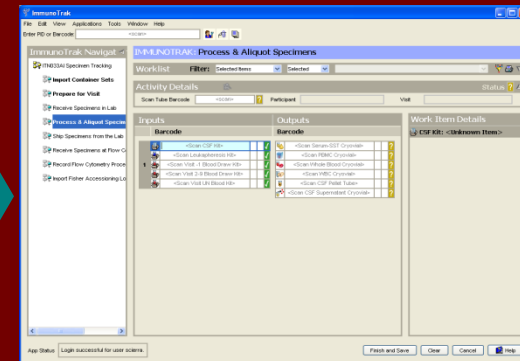 ImmunoTrak
File Edit View Applications Tools Window Help
Enter PID or Barcode: <scan>
ImmunoTrak Navigat
ITN033AI Specimen Tracking
Import Container Sets
Prepare for Visit
Receive Specimens in Lab
Process & Aliquot Specime
Ship Specimens from the Lab
Receive Specimens at Flow C
Record Flow Cytometry Proce
Import Fisher Accessioning Lo
IMMUNOTRAK: Process & Aliquot Specimens
Worklist Filter: Selected Items Selected
Activity Details Status
Scan Tube Barcode <scan> Participant Visit
Inputs
Barcode
1
<Scan CSF Kit>
<Scan Leukapheresis Kit>
<Scan Visit -1 Blood Draw Kit>
<Scan Visit 2-9 Blood Draw Kit>
<Scan Visit UN Blood Kit>
Outputs
Barcode
<Scan Serum-SST Cryovial>
<Scan PBMC Cryovial>
<Scan Whole Blood Cryovial>
<Scan WBC Cryovial>
<Scan CSF Pellet Tube>
<Scan CSF Supernatant Cryovial>
Work Item Details
CSF Kit: <Unknown Item>
App Status Login successful for user sciens.
Finish and Save Clear Cancel Help